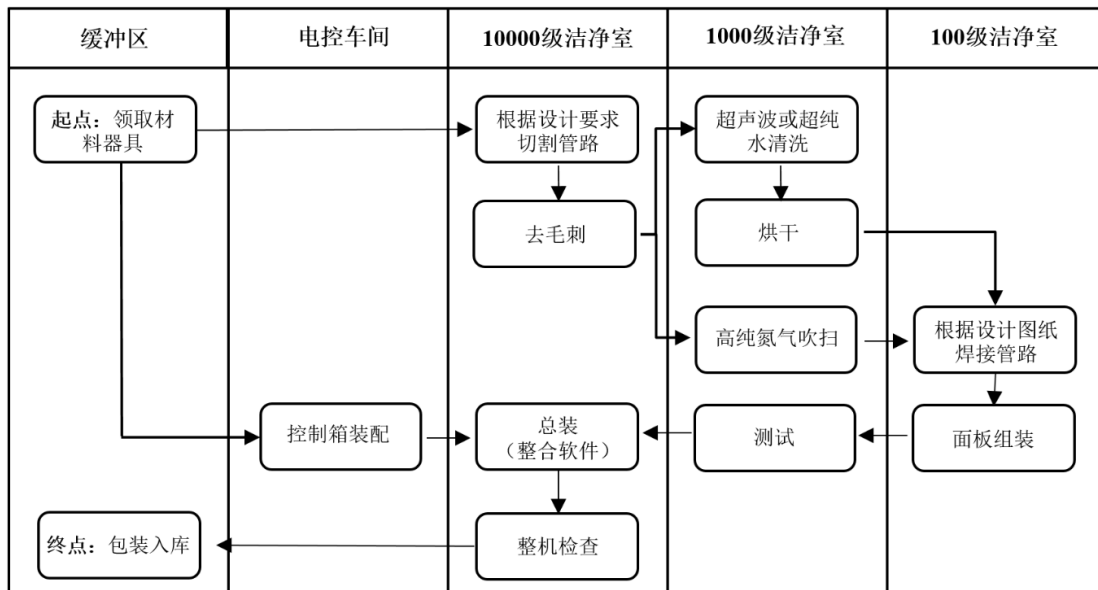 缓冲区
电控车间
10000级洁净室
1000级洁净室
100级洁净室
起点：领取材
料器具
根据设计要求
切割管路
超声波或超纯
水清洗
去毛刺
烘干
高纯氮气吹扫
根据设计图纸
焊接管路
控制箱装配
总装
（整合软件）
测试
面板组装
终点：包装入库
整机检查